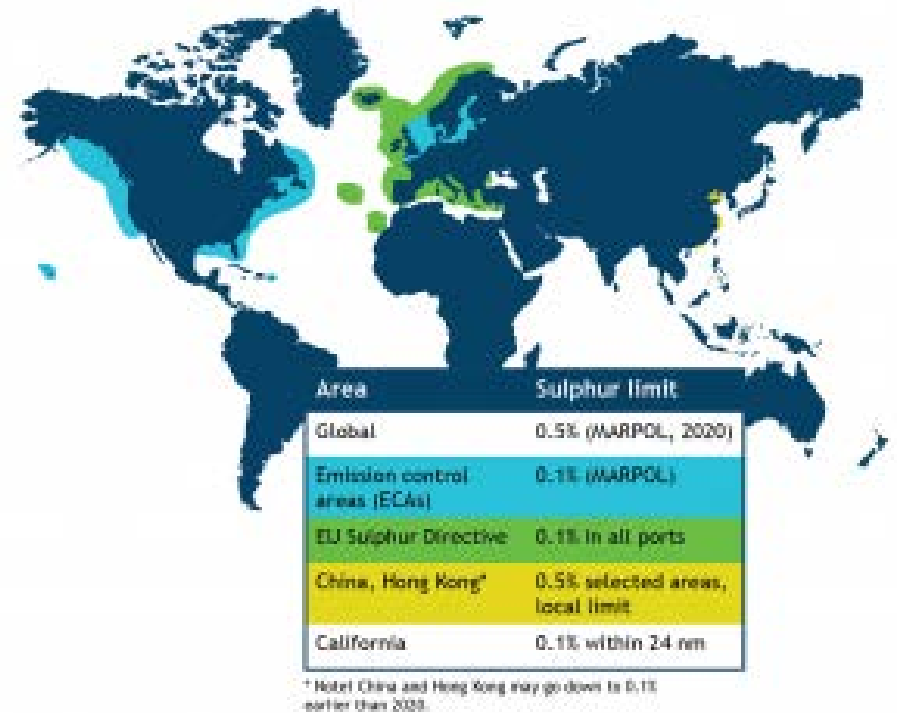 Area Sulphur limit
Global 0.5% (MARPOL, 2020)
Emission control 0.1% (MARPOL)
areas (ECAs)
EU Sulphur Directive 0.1% in all ports
China, Hong Kong* 0.5% selected areas,
local limit
California 0.1% within 24 nm
* Note! China and Hong Kong may go down to 0.1%
earlier than 2020.